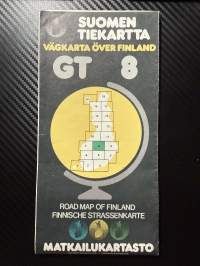 SUOMEN
TIEKARTTA
VÄGKARTA ÖVER FINLAND
GT 8
ROAD MAP OF FINLAND
FINNISCHE STRASSENKARTE
MATKAILUKARTASTO